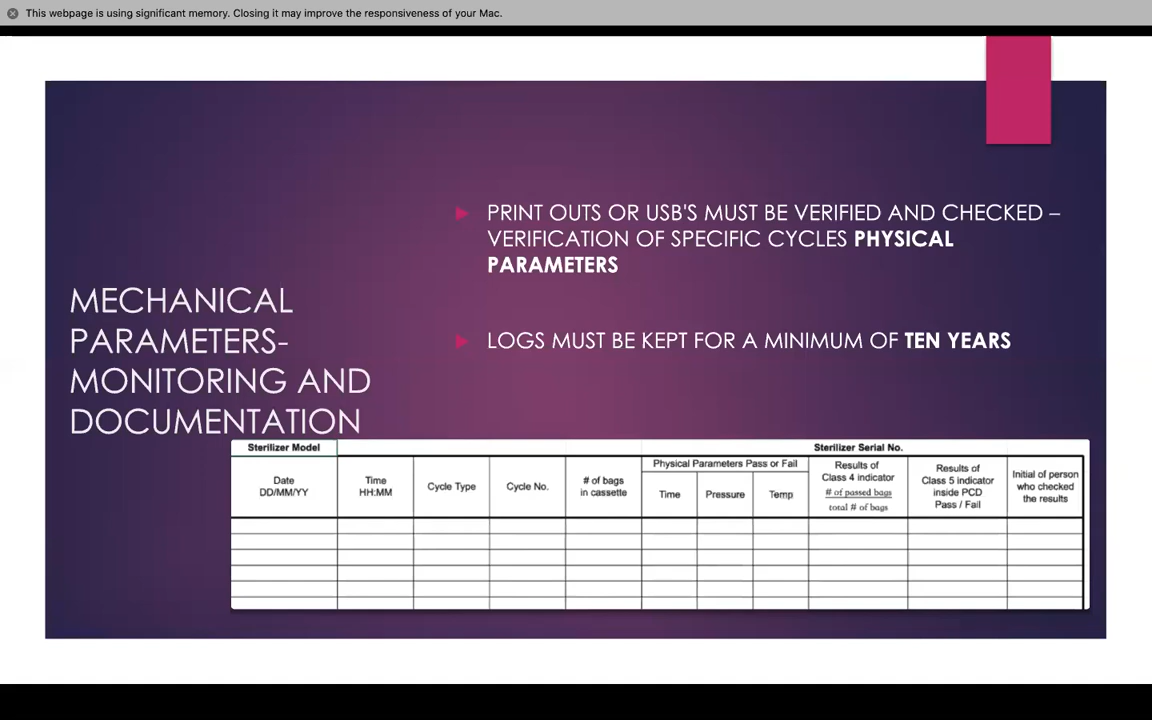 This webpage is using significant memory. Closing it may improve the responsiveness of your Mac.
PRINT OUTS OR USB'S MUST BE VERIFIED AND CHECKED –
VERIFICATION OF SPECIFIC CYCLES PHYSICAL
PARAMETERS
MECHANICAL
PARAMETERS-
MONITORING AND
DOCUMENTATION
LOGS MUST BE KEPT FOR A MINIMUM OF TEN YEARS
Sterilizer Model
Sterilizer Serial No.
Date
DD/MM/YY
Time
HH:MM
Cycle Type
Cycle No.
# of bags
in cassette
Physical Parameters Pass or Fail
Time
Pressure
Temp
Results of
Class 4 indicator
# of passed bags
total # of bags
Results of
Class 5 indicator
inside PCD
Pass / Fail
Initial of person
who checked
the results